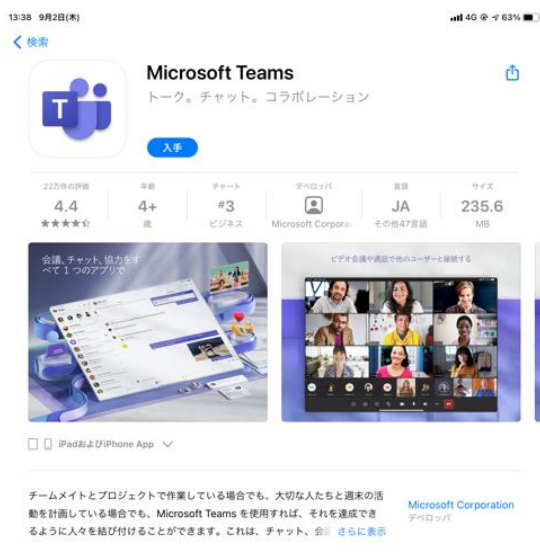 13:38 9月2日(木)
4G 63%
検索
Microsoft Teams
トーク。チャット。コラボレーション
入手
22万件の評価
4.4
年齢
4+
歳
チャート
#3
ビジネス
デベロッパ
Microsoft Corpora
言語
JA
その他47言語
サイズ
235.6
MB
会議、チャット、協力をす
べて 1 つのアプリで
ビデオ会議や通話で他のユーザーと接続する
T
iPadおよびiPhone App
チームメイトとプロジェクトで作業している場合でも、大切な人たちと週末の活
動を計画している場合でも、Microsoft Teams を使用すれば、それを達成でき
るように人々を結び付けることができます。これは、チャット、会 さらに表示
Microsoft Corporation
デベロッパ